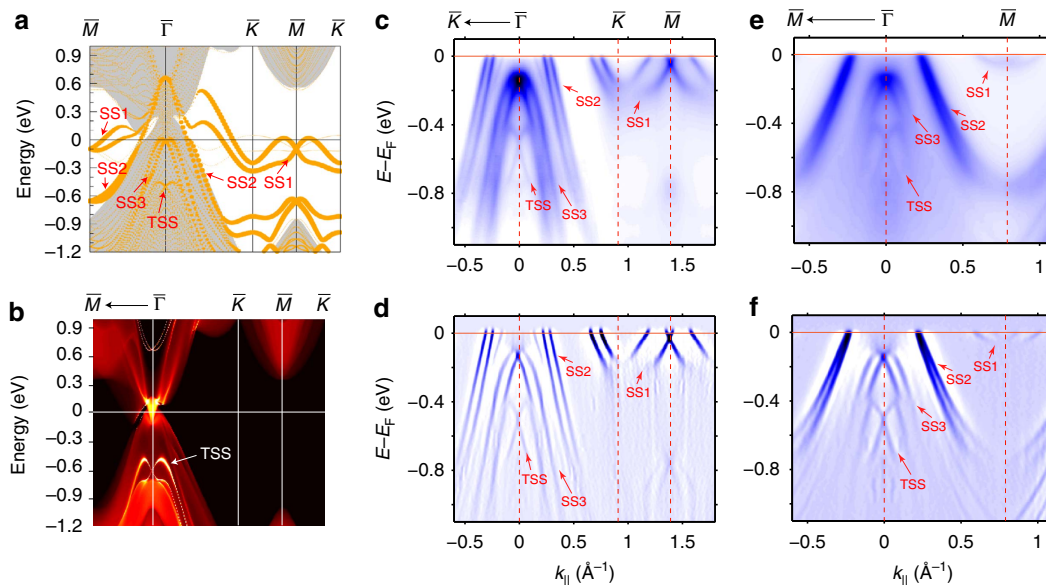 a
M̅ Γ̅ K̅ M̅ K̅
Energy (eV)
0.9
0.6
0.3
0
−0.3
−0.6
−0.9
−1.2
SS1
SS2
SS3
TSS
SS2
SS1
b
M̅ Γ̅ K̅ M̅ K̅
Energy (eV)
0.9
0.6
0.3
0
−0.3
−0.6
−0.9
−1.2
TSS
c
K̅ Γ̅ K̅ M̅
E–E_F (eV)
0
−0.4
−0.8
SS2
SS1
TSS
SS3
−0.5 0 0.5 1 1.5
d
E–E_F (eV)
0
−0.4
−0.8
SS2
SS1
TSS
SS3
−0.5 0 0.5 1 1.5
k_|| (Å⁻¹)
e
M̅ Γ̅ M̅
0
−0.4
−0.8
SS1
SS2
SS3
TSS
−0.5 0 0.5 1
f
0
−0.4
−0.8
SS1
SS2
SS3
TSS
−0.5 0 0.5 1
k_|| (Å⁻¹)